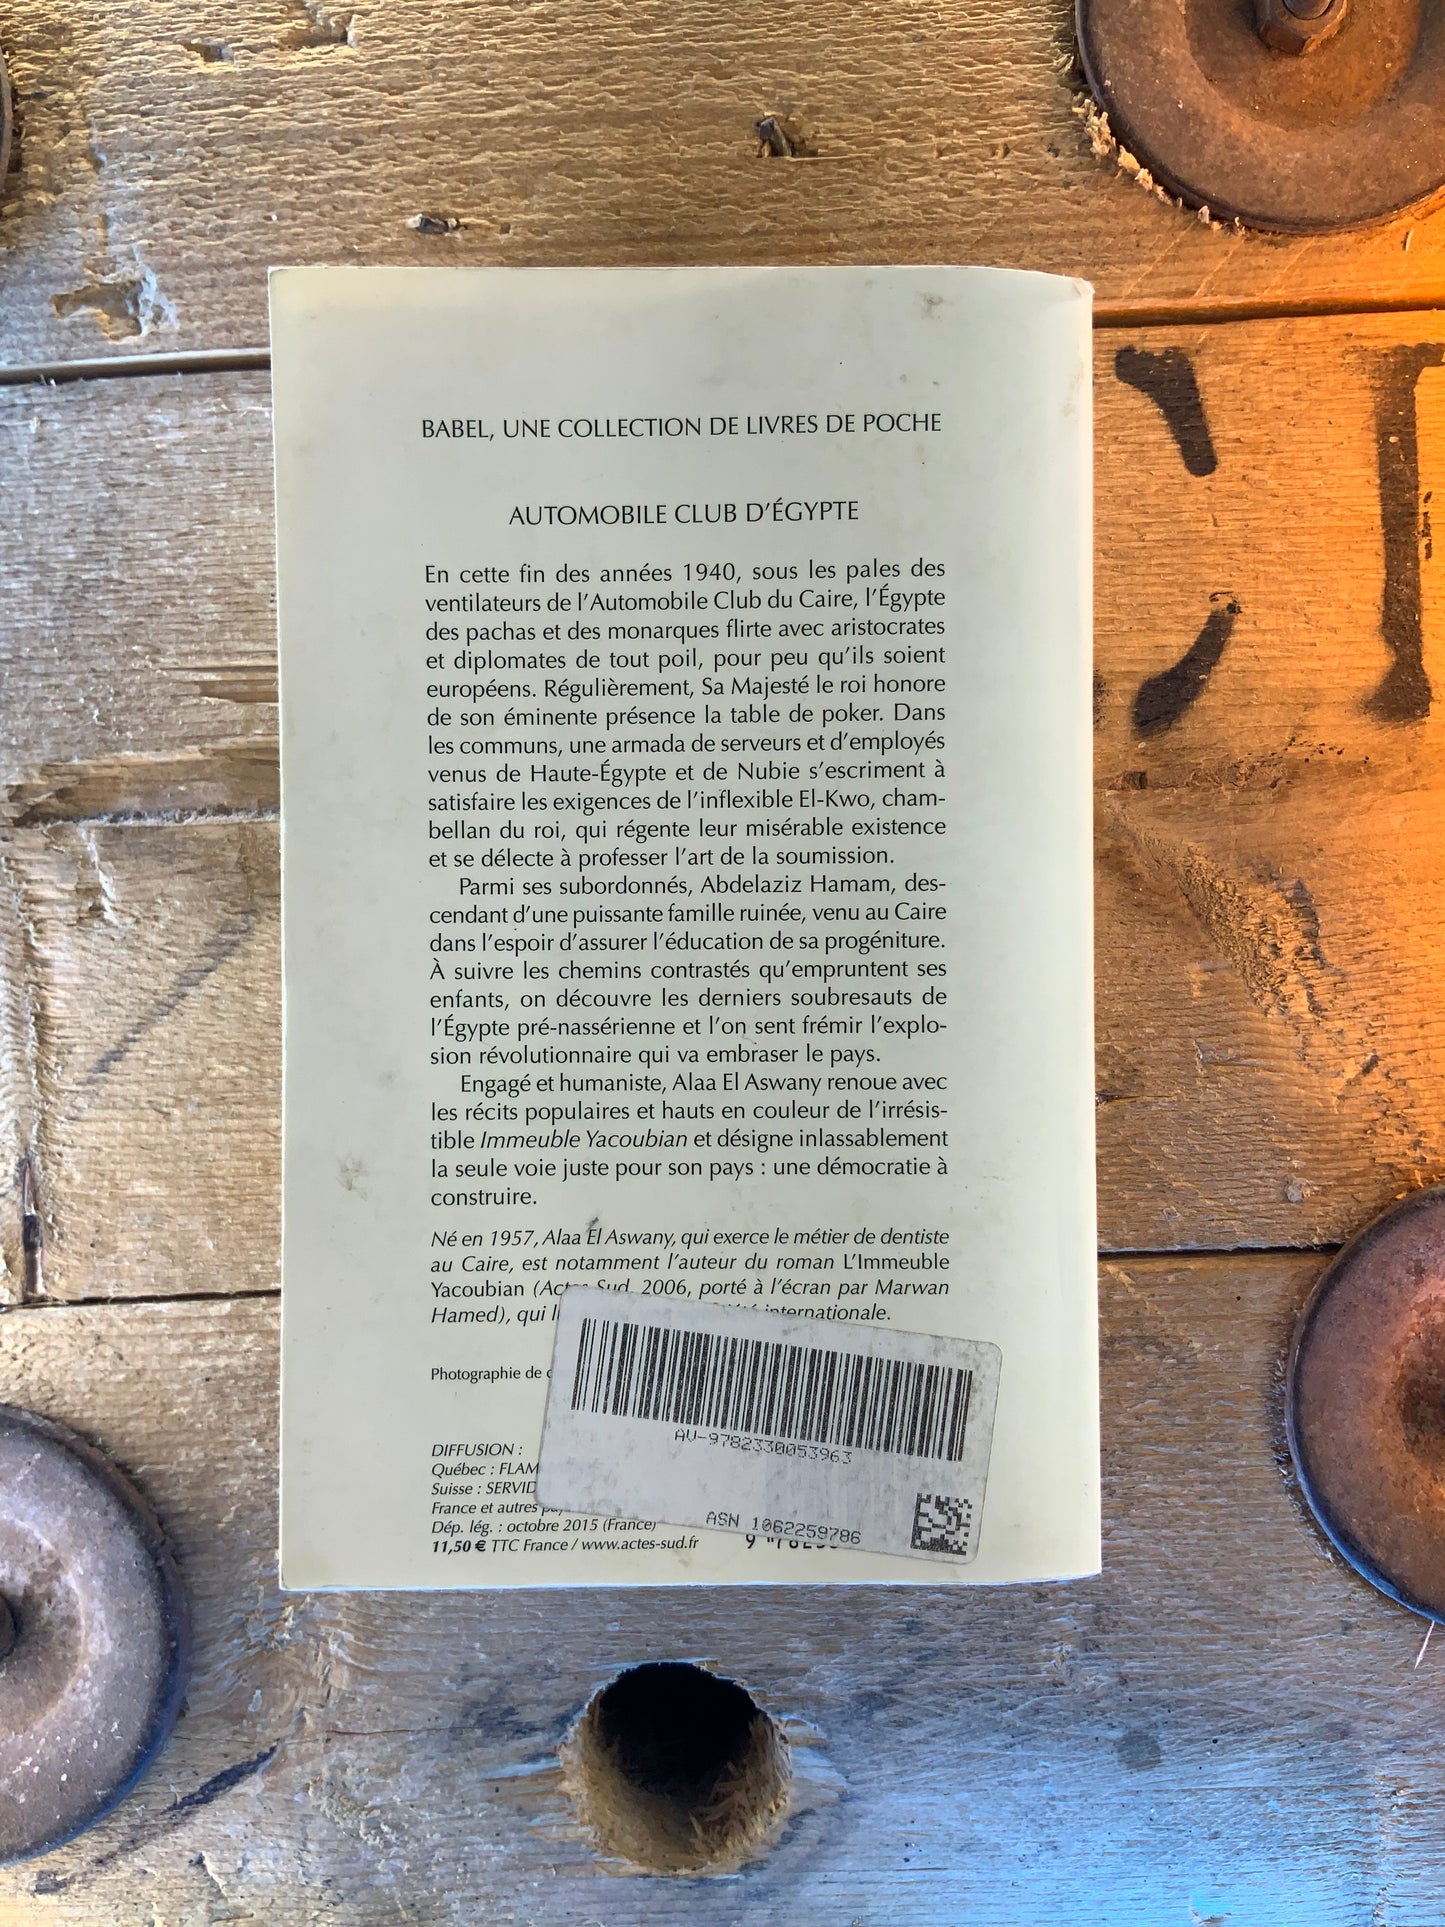 BABEL, UNE COLLECTION DE LIVRES DE POCHE
AUTOMOBILE CLUB D’ÉGYPTE
En cette fin des années 1940, sous les pales des
ventilateurs de l’Automobile Club du Caire, l’Égypte
des pachas et des monarques flirte avec aristocrates
et diplomates de tout poil, pour peu qu’ils soient
européens. Régulièrement, Sa Majesté le roi honore
de son éminente présence la table de poker. Dans
les communs, une armada de serveurs et d’employés
venus de Haute-Égypte et de Nubie s’escriment à
satisfaire les exigences de l’inflexible El-Kwo, cham-
bellan du roi, qui régente leur misérable existence
et se délecte à professer l’art de la soumission.
Parmi ses subordonnés, Abdelaziz Hamam, des-
cendant d’une puissante famille ruinée, venu au Caire
dans l’espoir d’assurer l’éducation de sa progéniture.
À suivre les chemins contrastés qu’empruntent ses
enfants, on découvre les derniers soubresauts de
l’Égypte pré-nassérienne et l’on sent frémir l’explo-
sion révolutionnaire qui va embraser le pays.
Engagé et humaniste, Alaa El Aswany renoue avec
les récits populaires et hauts en couleur de l’irrésis-
tible Immeuble Yacoubian et désigne inlassablement
la seule voie juste pour son pays : une démocratie à
construire.
Né en 1957, Alaa El Aswany, qui exerce le métier de dentiste
au Caire, est notamment l’auteur du roman L’Immeuble
Yacoubian (Actes Sud, 2006, porté à l’écran par Marwan
Hamed), qui internationale.
Photographie de
AV-9782330053963
DIFFUSION :
Québec : FLAM
Suisse : SERVID
France et autres
ASN 1062259786
Dép. lég. : octobre 2015 (France)
11,50 € TTC France / www.actes-sud.fr